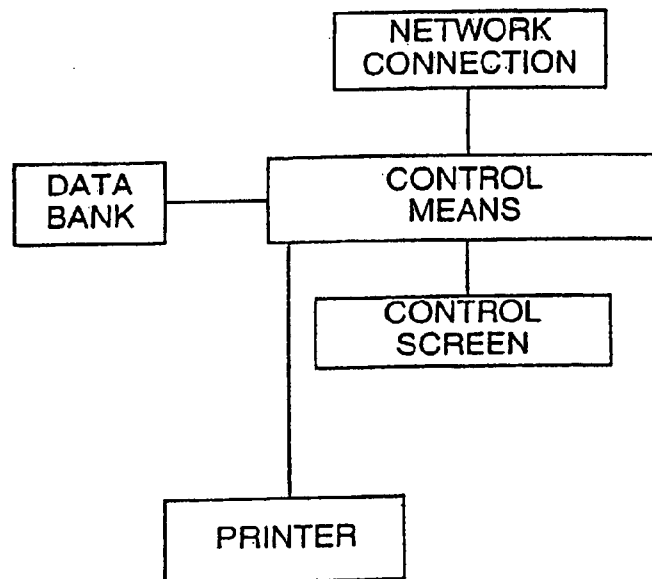 NETWORK
CONNECTION
DATA
BANK
CONTROL
MEANS
CONTROL
SCREEN
PRINTER